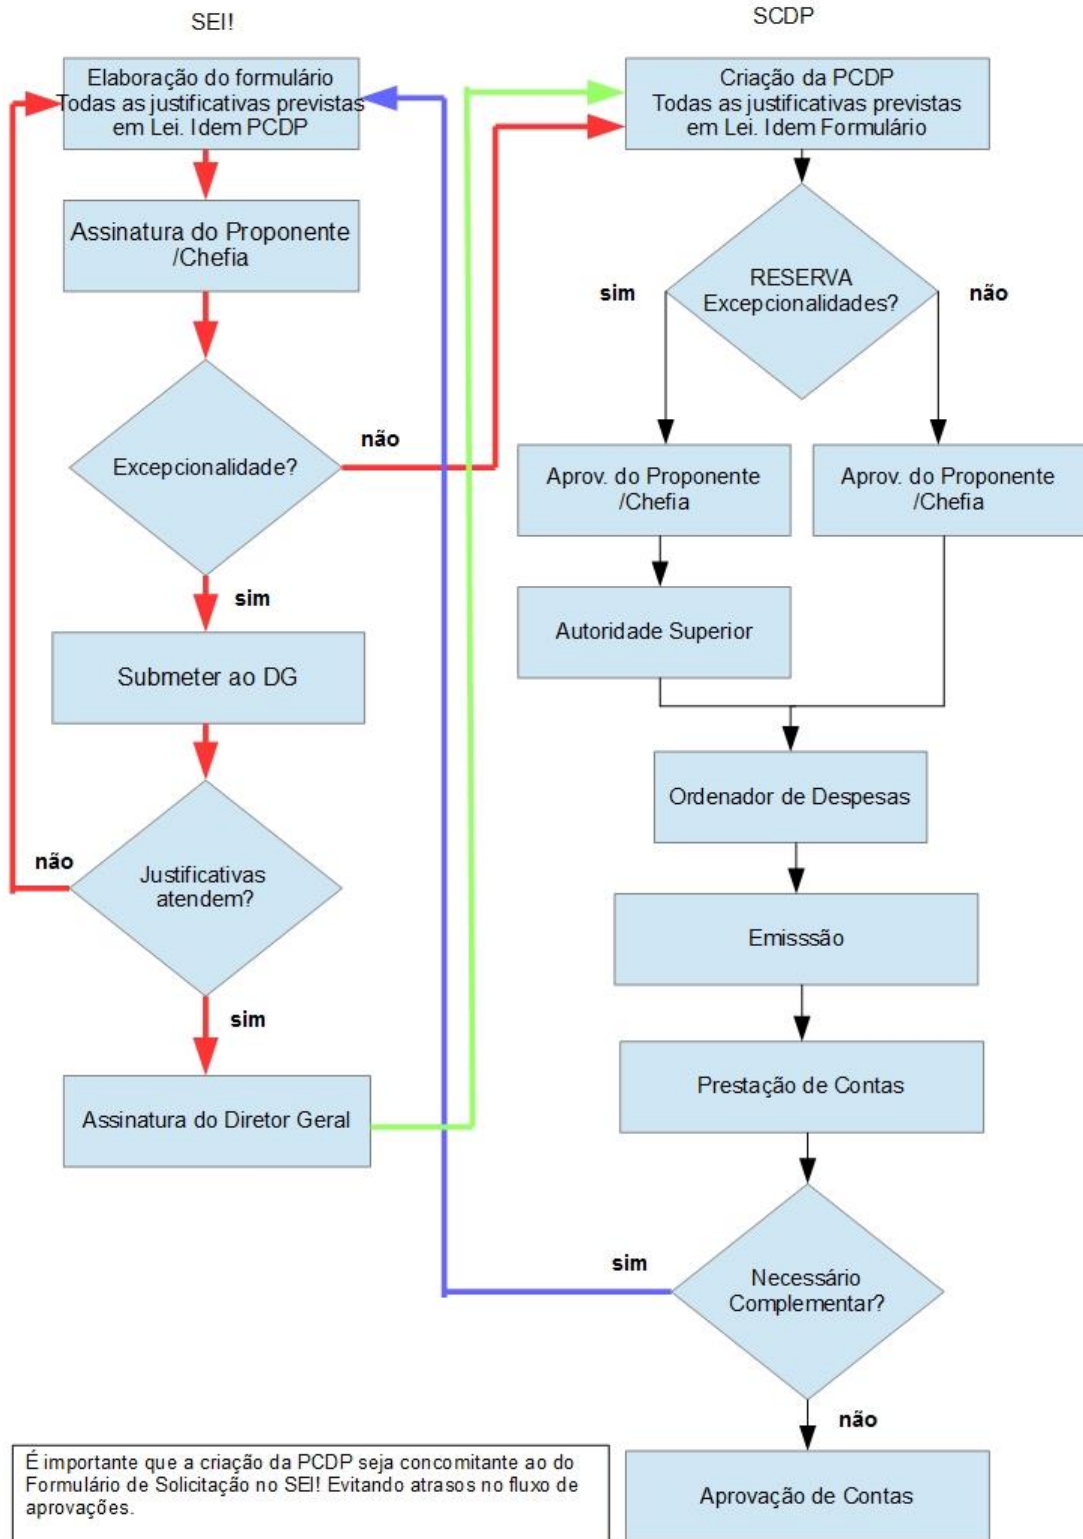 SEI!
Elaboração do formulário
Todas as justificativas previstas
em Lei. Idem PCDP
Assinatura do Proponente
/Chefia
Excepcionalidade?
não
sim
Submeter ao DG
não
Justificativas
atendem?
sim
Assinatura do Diretor Geral
SCDP
Criação da PCDP
Todas as justificativas previstas
em Lei. Idem Formulário
sim
RESERVA
Excepcionalidades?
não
Aprov. do Proponente
/Chefia
Aprov. do Proponente
/Chefia
Autoridade Superior
Ordenador de Despesas
Emisssão
Prestação de Contas
sim
Necessário
Complementar?
não
Aprovação de Contas
É importante que a criação da PCDP seja concomitante ao do
Formulário de Solicitação no SEI! Evitando atrasos no fluxo de
aprovações.